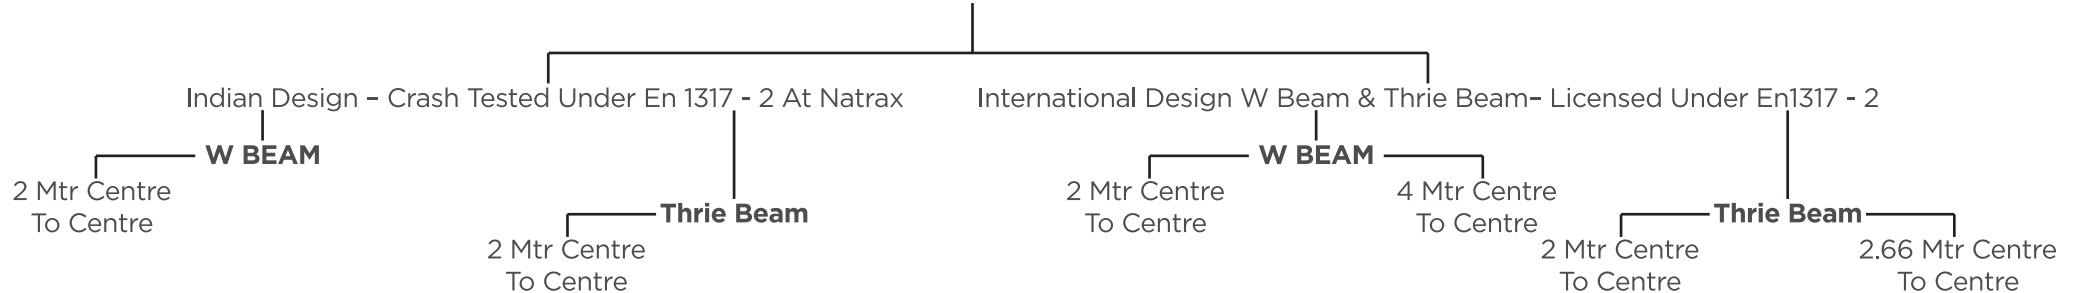 Indian Design – Crash Tested Under En 1317 - 2 At Natrax
W BEAM
2 Mtr Centre
To Centre
Thrie Beam
2 Mtr Centre
To Centre
International Design W Beam & Thrie Beam– Licensed Under En1317 - 2
W BEAM
2 Mtr Centre
To Centre
4 Mtr Centre
To Centre
Thrie Beam
2 Mtr Centre
To Centre
2.66 Mtr Centre
To Centre